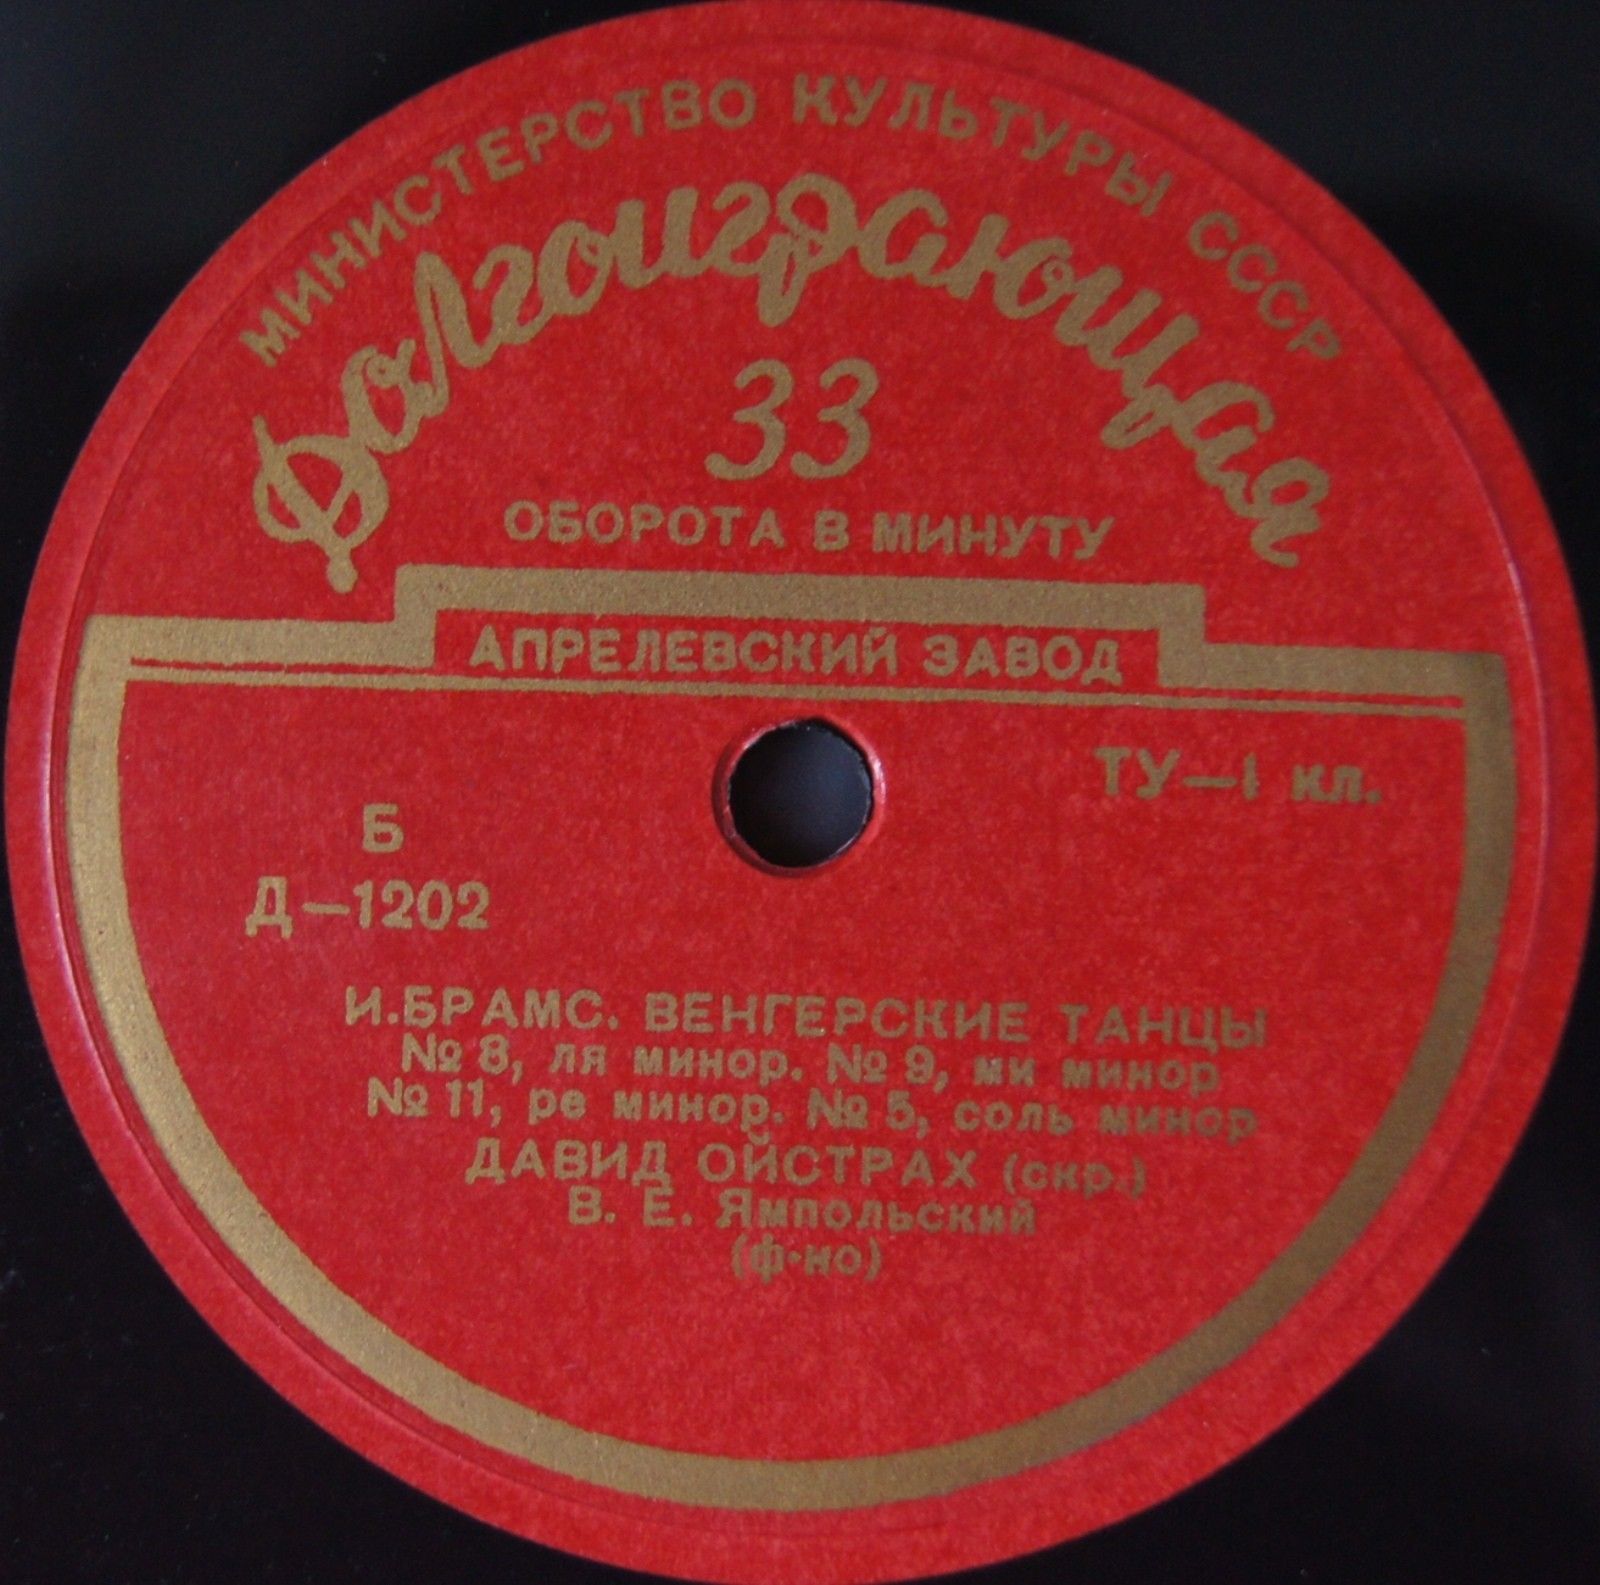 МИНИСТЕРСТВО КУЛЬТУРЫ СССР
Долгоиграющая
33
ОБОРОТА В МИНУТУ
АПРЕЛЕВСКИЙ ЗАВОД
ТУ—1 кл.
Б
Д—1202
И.БРАМС. ВЕНГЕРСКИЕ ТАНЦЫ
№ 8, ля минор. № 9, ми минор
№ 11, ре минор. № 5, соль минор
ДАВИД ОЙСТРАХ (скр.)
В. Е. Ямпольский
(ф-но)